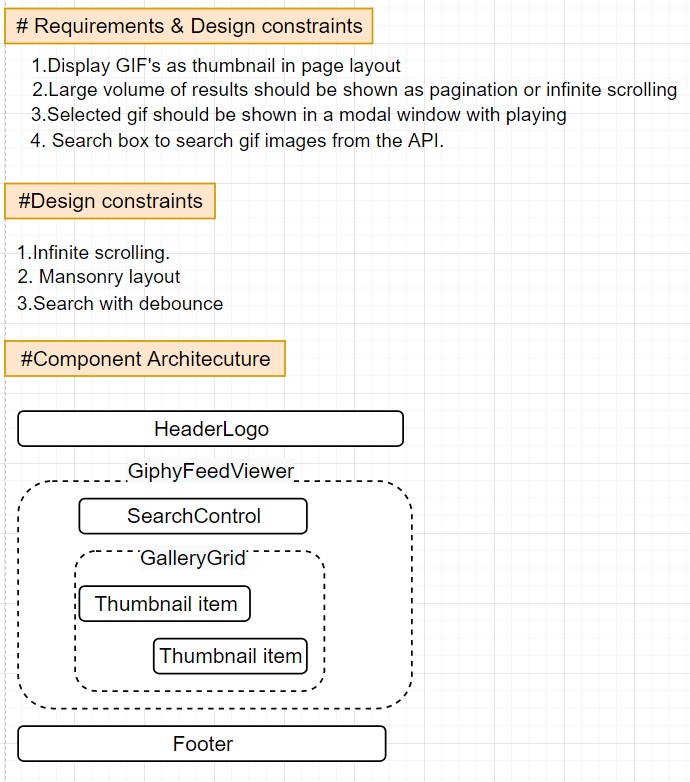 # Requirements & Design constraints
1.Display GIF's as thumbnail in page layout
2.Large volume of results should be shown as pagination or infinite scrolling
3.Selected gif should be shown in a modal window with playing
4. Search box to search gif images from the API.
#Design constraints
1.Infinite scrolling.
2. Mansonry layout
3.Search with debounce
#Component Architecuture
HeaderLogo
GiphyFeedViewer
SearchControl
GalleryGrid
Thumbnail item
Thumbnail item
Footer